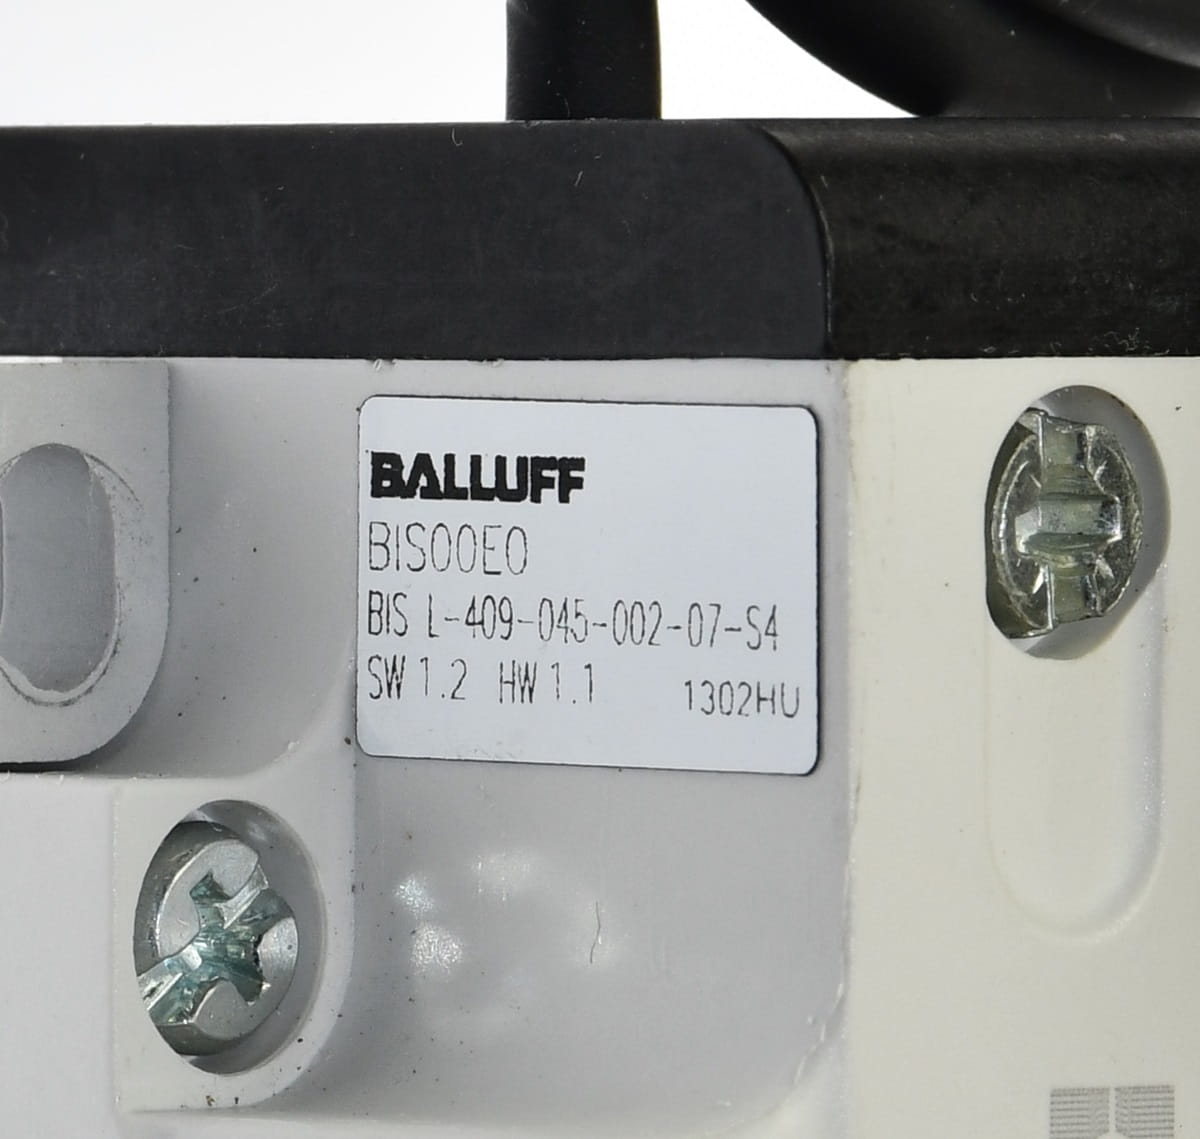 BALLUFF
BIS00E0
BIS L-409-045-002-07-S4
SW 1.2 HW 1.1 1302HU